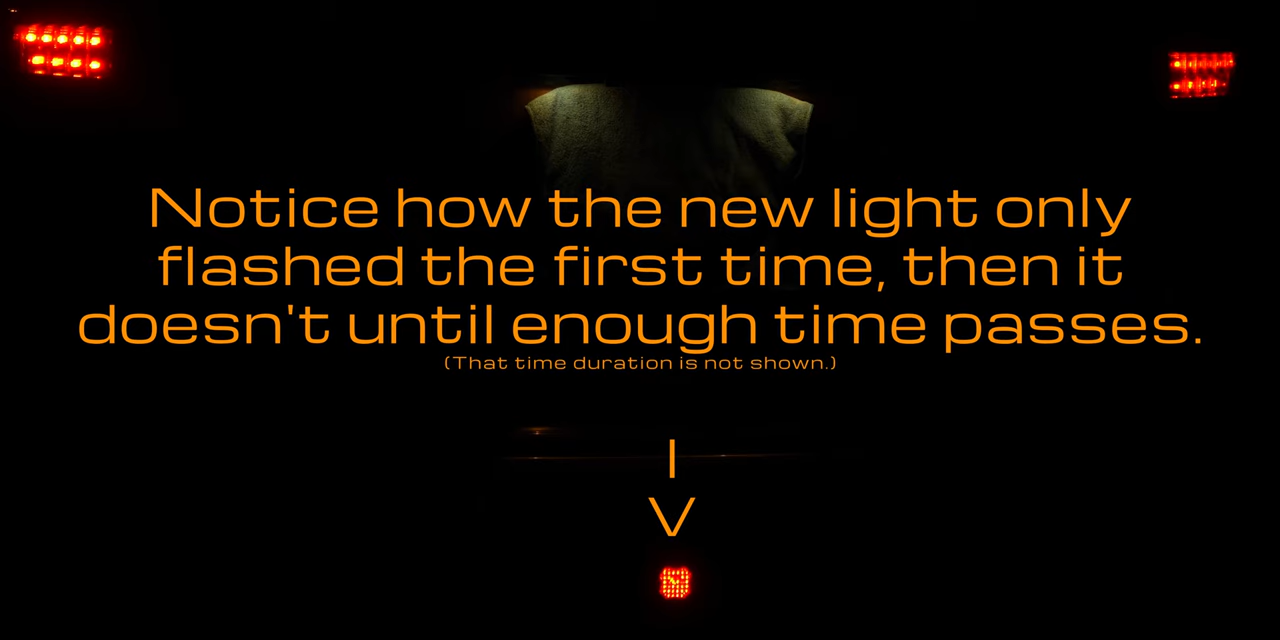 Notice how the new light only
flashed the first time, then it
doesn't until enough time passes.
(That time duration is not shown.)
|
V